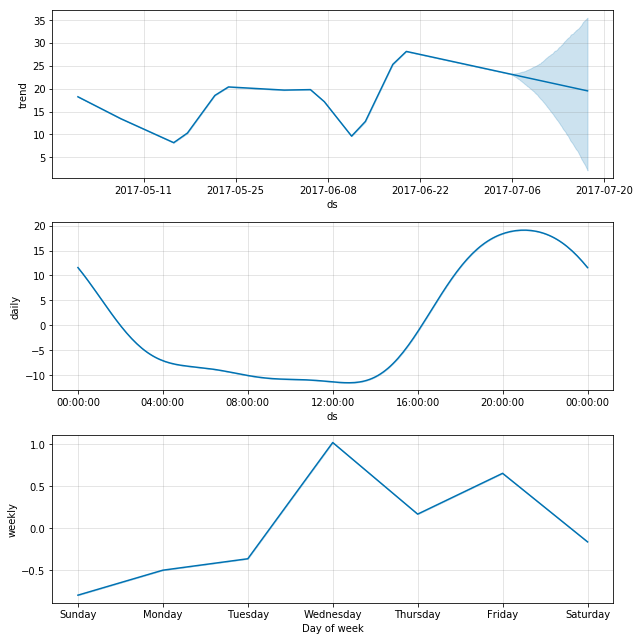 35
30
25
20
15
10
5
trend
2017-05-11 2017-05-25 2017-06-08 2017-06-22 2017-07-06 2017-07-20
ds
20
15
10
5
0
−5
−10
daily
00:00:00 04:00:00 08:00:00 12:00:00 16:00:00 20:00:00 00:00:00
ds
1.0
0.5
0.0
−0.5
weekly
Sunday Monday Tuesday Wednesday Thursday Friday Saturday
Day of week